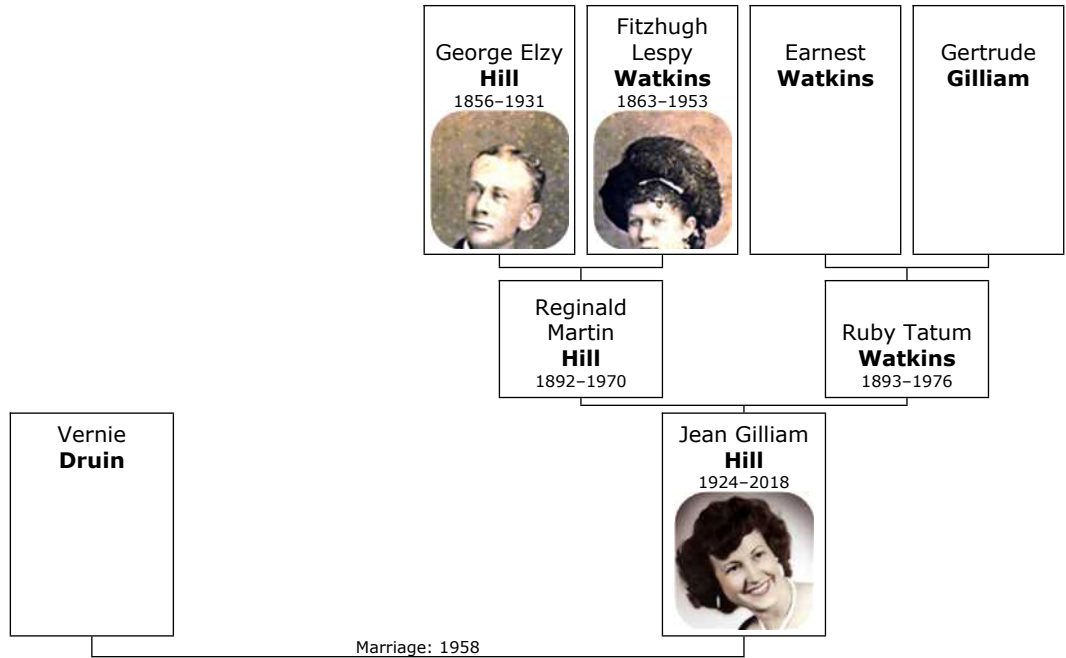 George Elzy
Hill
1856–1931
Fitzhugh
Lespy
Watkins
1863–1953
Earnest
Watkins
Gertrude
Gilliam
Reginald
Martin
Hill
1892–1970
Ruby Tatum
Watkins
1893–1976
Vernie
Druin
Jean Gilliam
Hill
1924–2018
Marriage: 1958